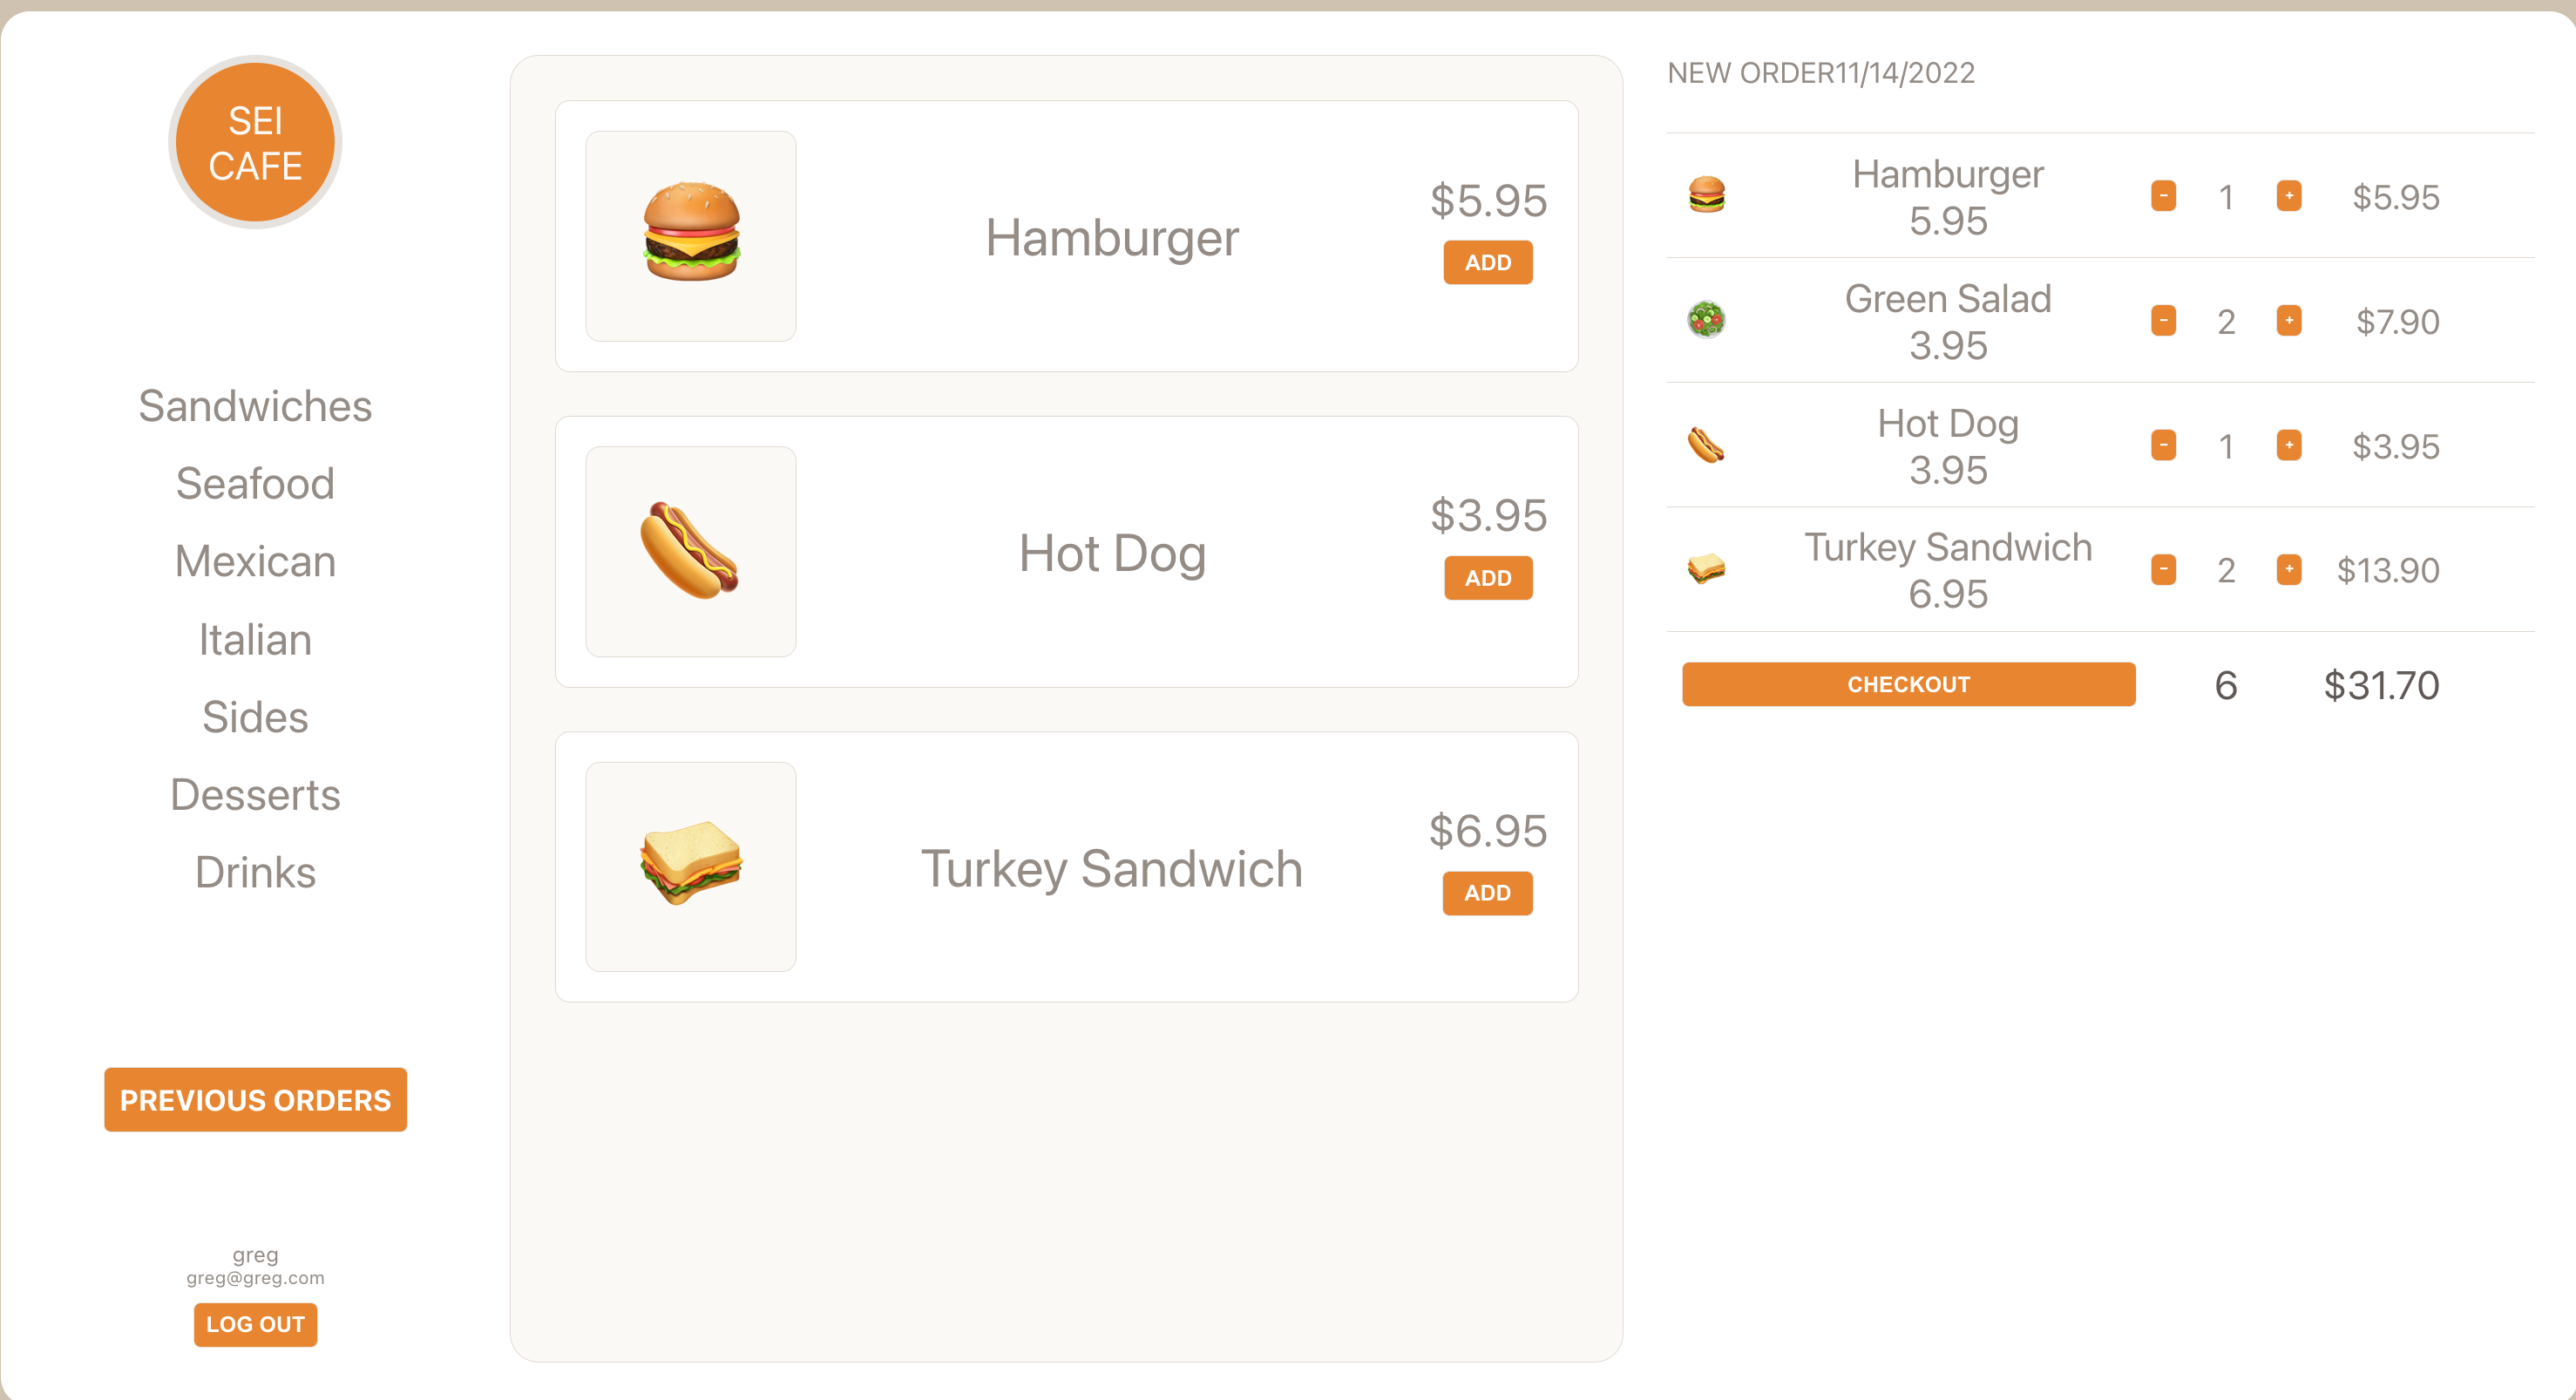 SEI
CAFE
Sandwiches
Seafood
Mexican
Italian
Sides
Desserts
Drinks
PREVIOUS ORDERS
greg
greg@greg.com
LOG OUT
Hamburger
$5.95
ADD
Hot Dog
$3.95
ADD
Turkey Sandwich
$6.95
ADD
NEW ORDER11/14/2022
Hamburger
5.95
- 1 + $5.95
Green Salad
3.95
- 2 + $7.90
Hot Dog
3.95
- 1 + $3.95
Turkey Sandwich
6.95
- 2 + $13.90
CHECKOUT 6 $31.70